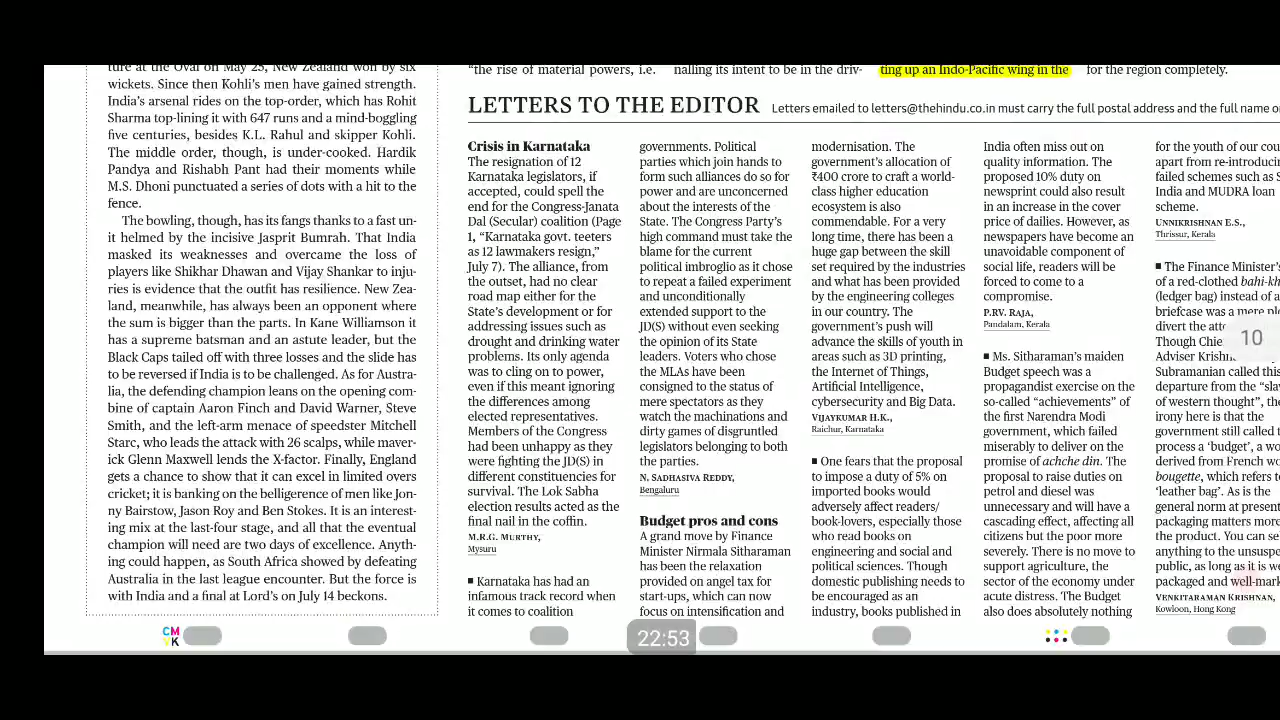 ture at the Oval on May 25, New Zealand won by six
wickets. Since then Kohli's men have gained strength.
India's arsenal rides on the top-order, which has Rohit
Sharma top-lining it with 647 runs and a mind-boggling
five centuries, besides K.L. Rahul and skipper Kohli.
The middle order, though, is under-cooked. Hardik
Pandya and Rishabh Pant had their moments while
M.S. Dhoni punctuated a series of dots with a hit to the
fence.
The bowling, though, has its fangs thanks to a fast un-
it helmed by the incisive Jasprit Bumrah. That India
masked its weaknesses and overcame the loss of
players like Shikhar Dhawan and Vijay Shankar to inju-
ries is evidence that the outfit has resilience. New Zea-
land, meanwhile, has always been an opponent where
the sum is bigger than the parts. In Kane Williamson it
has a supreme batsman and an astute leader, but the
Black Caps tailed off with three losses and the slide has
to be reversed if India is to be challenged. As for Austra-
lia, the defending champion leans on the opening com-
bine of captain Aaron Finch and David Warner, Steve
Smith, and the left-arm menace of speedster Mitchell
Starc, who leads the attack with 26 scalps, while maver-
ick Glenn Maxwell lends the X-factor. Finally, England
gets a chance to show that it can excel in limited overs
cricket; it is banking on the belligerence of men like Jon-
ny Bairstow, Jason Roy and Ben Stokes. It is an interest-
ing mix at the last-four stage, and all that the eventual
champion will need are two days of excellence. Anyth-
ing could happen, as South Africa showed by defeating
Australia in the last league encounter. But the force is
with India and a final at Lord's on July 14 beckons.
"the rise of material powers, i.e.
nalling its intent to be in the driv-
ting up an Indo-Pacific wing in the
for the region completely.
LETTERS TO THE EDITOR
Letters emailed to letters@thehindu.co.in must carry the full postal address and the full name o
Crisis in Karnataka
The resignation of 12
Karnataka legislators, if
accepted, could spell the
end for the Congress-Janata
Dal (Secular) coalition (Page
1, "Karnataka govt. teeters
as 12 lawmakers resign,"
July 7). The alliance, from
the outset, had no clear
road map either for the
State's development or for
addressing issues such as
drought and drinking water
problems. Its only agenda
was to cling on to power,
even if this meant ignoring
the differences among
elected representatives.
Members of the Congress
had been unhappy as they
were fighting the JD(S) in
different constituencies for
survival. The Lok Sabha
election results acted as the
final nail in the coffin.
M.R.G. MURTHY,
Mysuru
■ Karnataka has had an
infamous track record when
it comes to coalition
governments. Political
parties which join hands to
form such alliances do so for
power and are unconcerned
about the interests of the
State. The Congress Party's
high command must take the
blame for the current
political imbroglio as it chose
to repeat a failed experiment
and unconditionally
extended support to the
JD(S) without even seeking
the opinion of its State
leaders. Voters who chose
the MLAs have been
consigned to the status of
mere spectators as they
watch the machinations and
dirty games of disgruntled
legislators belonging to both
the parties.
N. SADHASIVA REDDY,
Bengaluru
Budget pros and cons
A grand move by Finance
Minister Nirmala Sitharaman
has been the relaxation
provided on angel tax for
start-ups, which can now
focus on intensification and
modernisation. The
government's allocation of
₹400 crore to craft a world-
class higher education
ecosystem is also
commendable. For a very
long time, there has been a
huge gap between the skill
set required by the industries
and what has been provided
by the engineering colleges
in our country. The
government's push will
advance the skills of youth in
areas such as 3D printing,
the Internet of Things,
Artificial Intelligence,
cybersecurity and Big Data.
VIJAYKUMAR H.K.,
Raichur, Karnataka
■ One fears that the proposal
to impose a duty of 5% on
imported books would
adversely affect readers/
book-lovers, especially those
who read books on
engineering and social and
political sciences. Though
domestic publishing needs to
be encouraged as an
industry, books published in
India often miss out on
quality information. The
proposed 10% duty on
newsprint could also result
in an increase in the cover
price of dailies. However, as
newspapers have become an
unavoidable component of
social life, readers will be
forced to come to a
compromise.
P.RV. RAJA,
Pandalam, Kerala
■ Ms. Sitharaman's maiden
Budget speech was a
propagandist exercise on the
so-called "achievements" of
the first Narendra Modi
government, which failed
miserably to deliver on the
promise of achche din. The
proposal to raise duties on
petrol and diesel was
unnecessary and will have a
cascading effect, affecting all
citizens but the poor more
severely. There is no move to
support agriculture, the
sector of the economy under
acute distress. The Budget
also does absolutely nothing
for the youth of our cou
apart from re-introducin
failed schemes such as S
India and MUDRA loan
scheme.
UNNIKRISHNAN E.S.,
Thrissur, Kerala
■ The Finance Minister's
of a red-clothed bahi-kh
(ledger bag) instead of a
briefcase was a mere plo
divert the atte
Though Chie
Adviser Krishn
Subramanian called this
departure from the "slav
of western thought", the
irony here is that the
government still called t
process a 'budget', a wo
derived from French wo
bougette, which refers to
'leather bag'. As is the
general norm at present
packaging matters more
the product. You can se
anything to the unsuspe
public, as long as it is we
packaged and well-mark
VENKITARAMAN KRISHNAN,
Kowloon, Hong Kong
10
CM
YK
22:53